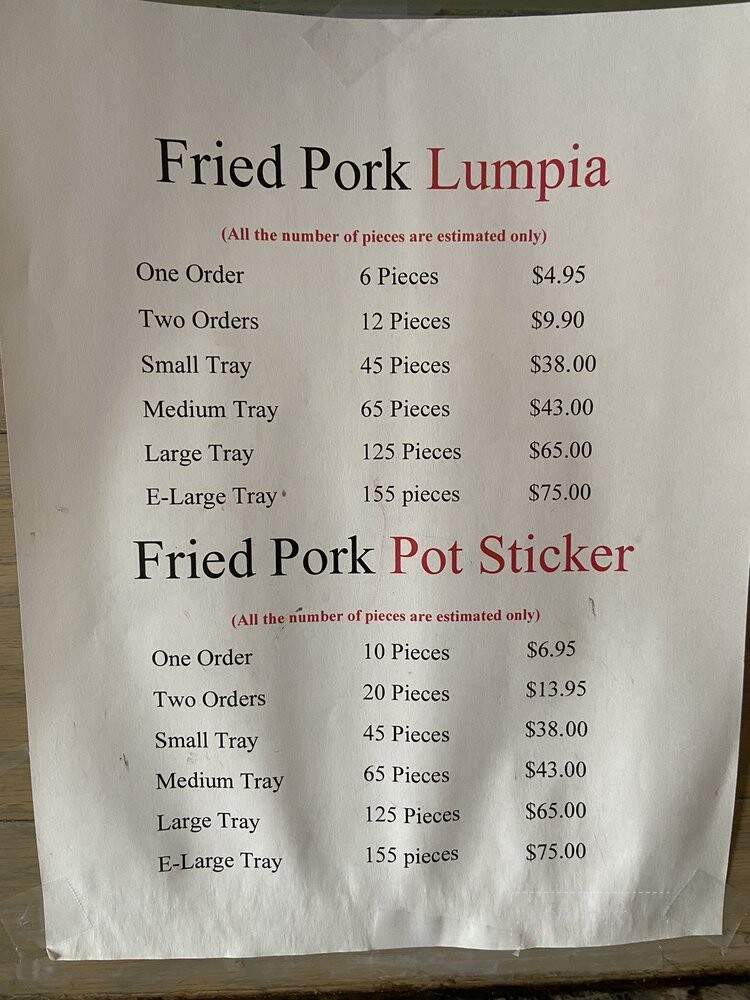 Fried Pork Lumpia
(All the number of pieces are estimated only)
One Order 6 Pieces $4.95
Two Orders 12 Pieces $9.90
Small Tray 45 Pieces $38.00
Medium Tray 65 Pieces $43.00
Large Tray 125 Pieces $65.00
E-Large Tray 155 pieces $75.00
Fried Pork Pot Sticker
(All the number of pieces are estimated only)
One Order 10 Pieces $6.95
Two Orders 20 Pieces $13.95
Small Tray 45 Pieces $38.00
Medium Tray 65 Pieces $43.00
Large Tray 125 Pieces $65.00
E-Large Tray 155 pieces $75.00